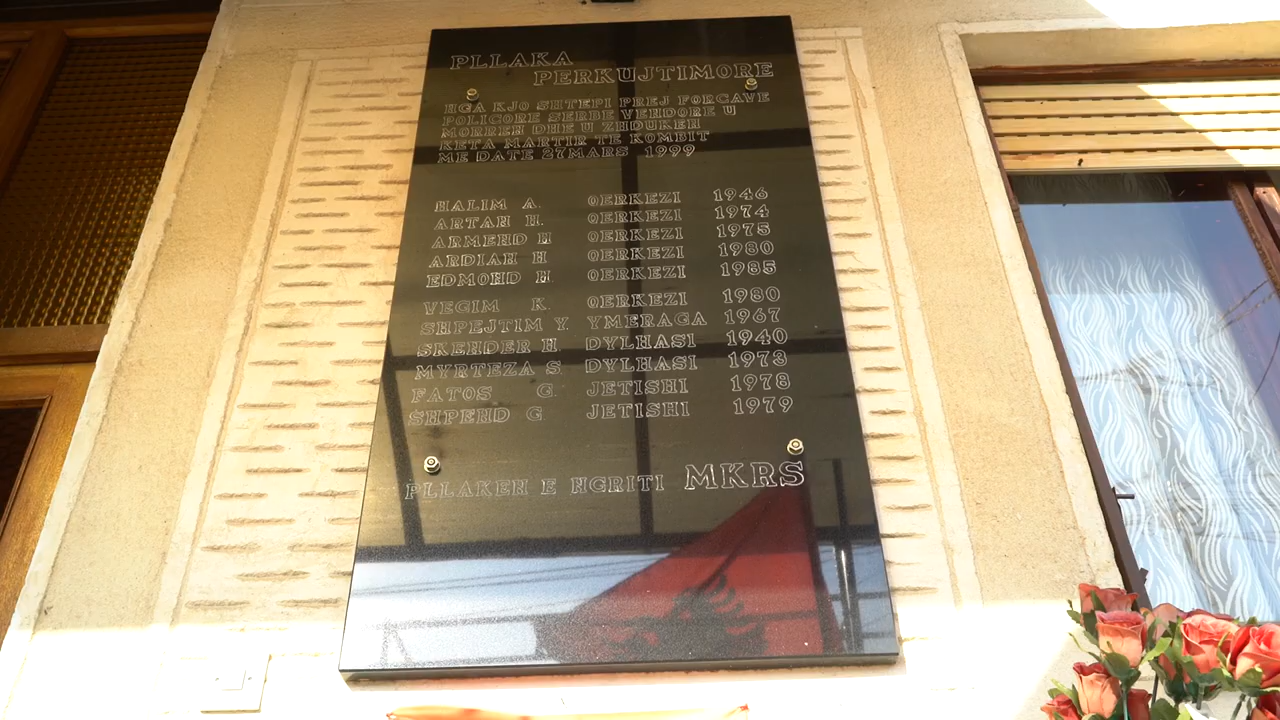 PLLAKA
PERKUJTIMORE
NGA KJO SHTEPI PREJ FORCAVE
POLICORE SERBE VENDORE U
MORREN DHE U ZHDUKEN
KETA MARTIR TE KOMBIT
ME DATE 27 MARS 1999
HALIM A. QERKEZI 1946
ARTAN H. QERKEZI 1974
ARMEND H QERKEZI 1975
ARDIAN H QERKEZI 1980
EDMOND H. QERKEZI 1985
VEGIM K. QERKEZI 1980
SHPEJTIM Y. YMERAGA 1967
SKENDER H DYLHASI 1940
MYRTEZA S. DYLHASI 1973
FATOS G. JETISHI 1978
SHPEND G. JETISHI 1979
PLLAKEN E NGRITI MKRS